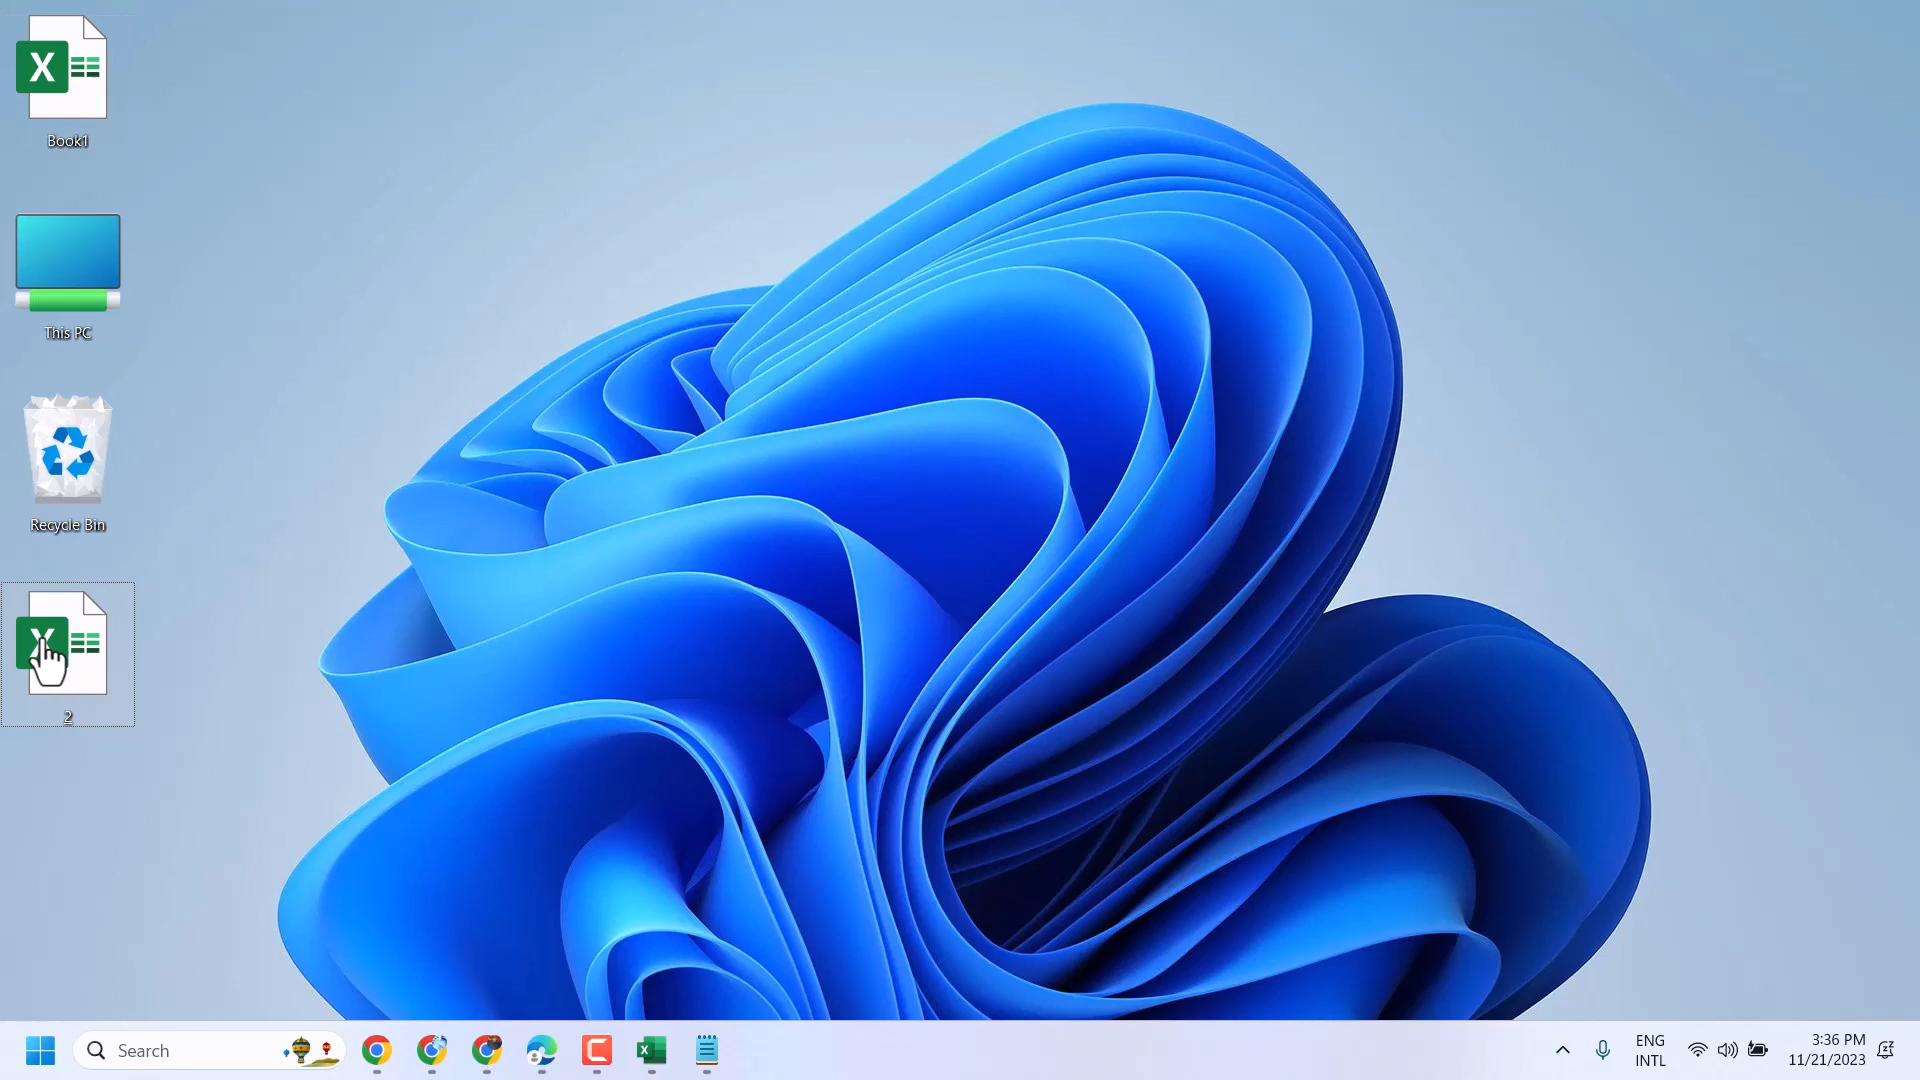 X
Book1
This PC
Recycle Bin
X
2
Search
ENG
INTL
3:36 PM
11/21/2023